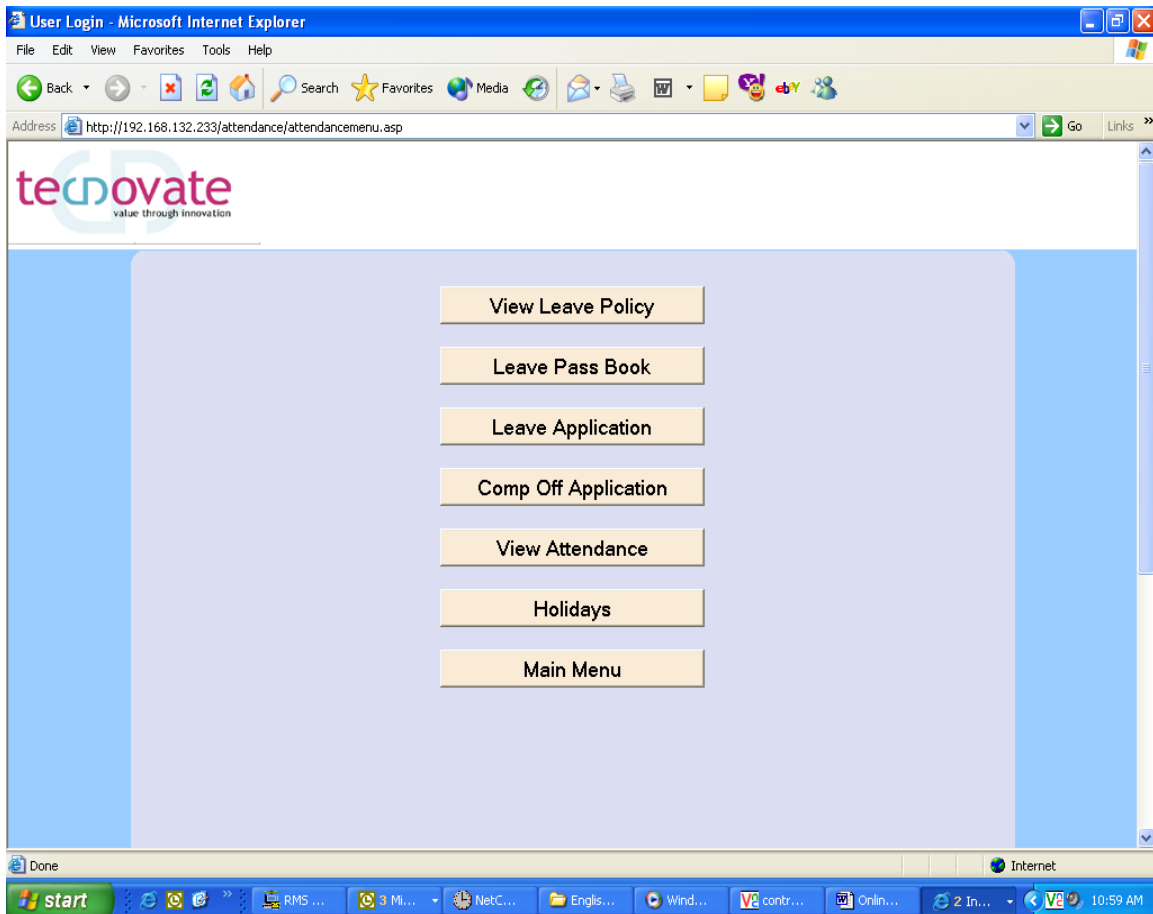 User Login - Microsoft Internet Explorer
File Edit View Favorites Tools Help
Back Search Favorites Media W ebY
Address http://192.168.132.233/attendance/attendancemenu.asp Go Links »
tecnovate
value through innovation
View Leave Policy
Leave Pass Book
Leave Application
Comp Off Application
View Attendance
Holidays
Main Menu
Done Internet
start » RMS ... 3 Mi... NetC... Englis... Wind... V2 contr... Onlin... 2 In... V2 10:59 AM